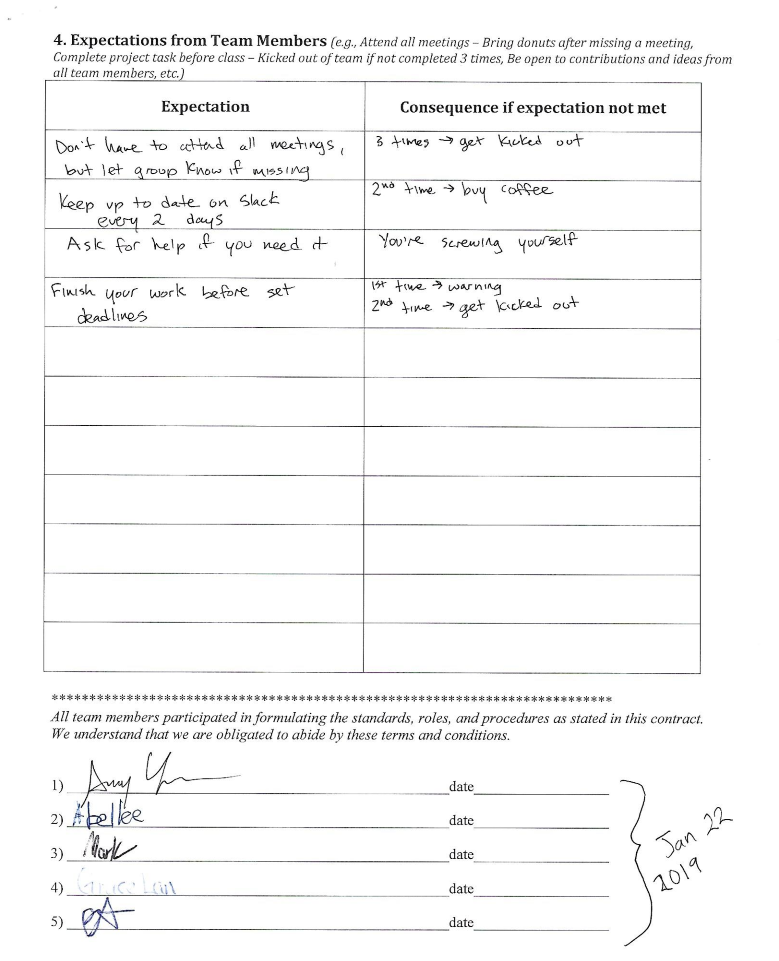 4. Expectations from Team Members (e.g., Attend all meetings – Bring donuts after missing a meeting,
Complete project task before class – Kicked out of team if not completed 3 times, Be open to contributions and ideas from
all team members, etc.)
Expectation
Consequence if expectation not met
Don't have to attend all meetings,
but let group know if missing
3 times → get kicked out
Keep up to date on Slack
every 2 days
2nd time → buy coffee
Ask for help if you need it
You're screwing yourself
Finish your work before set
deadlines
1st time → warning
2nd time → get kicked out
******************************************************************************
All team members participated in formulating the standards, roles, and procedures as stated in this contract.
We understand that we are obligated to abide by these terms and conditions.
1) Amy date
2) date
3) Mark date
4) Grace Lan date
5) date
Jan 22
2019